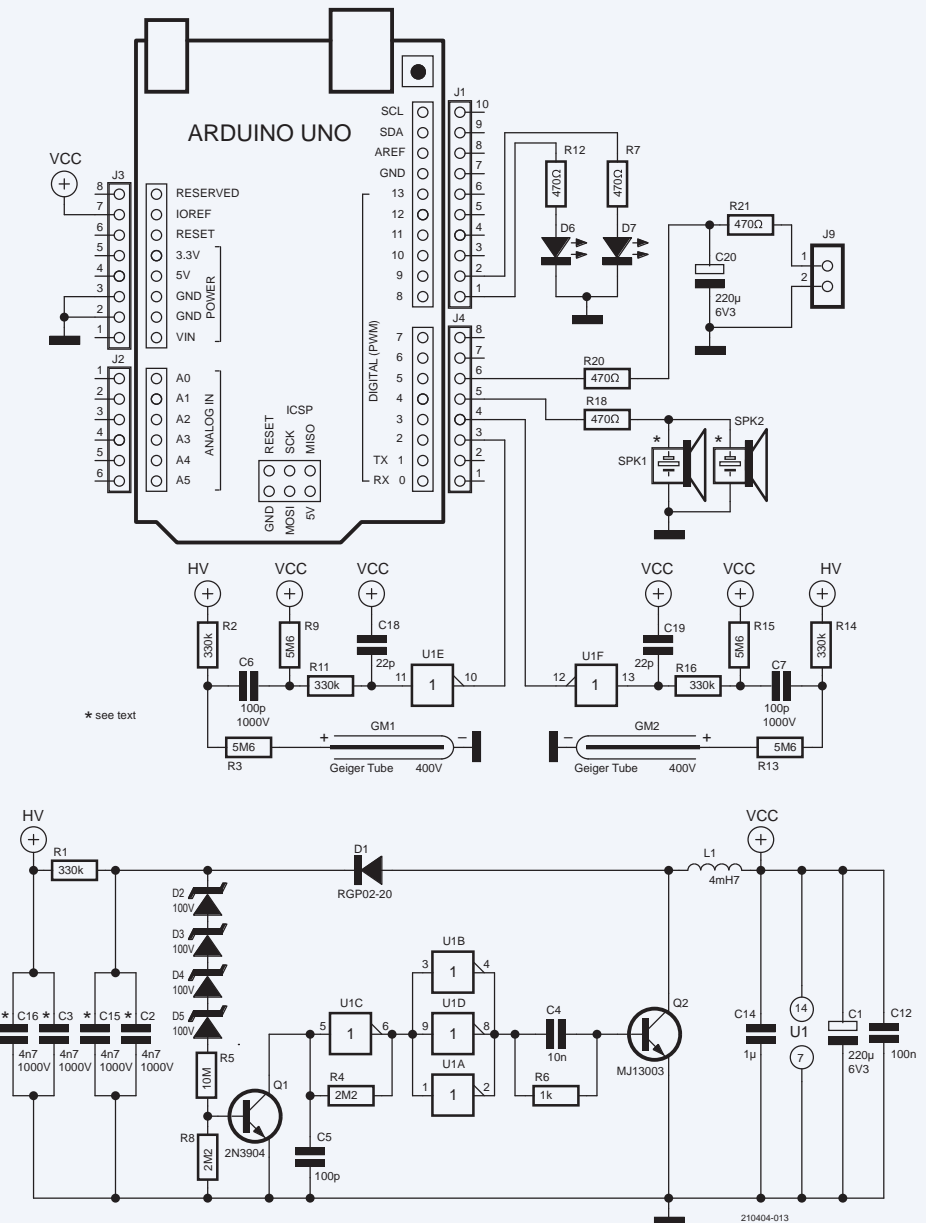 ARDUINO UNO
VCC
J3
8
7
6
5
4
3
2
1
RESERVED
IOREF
RESET
3.3V
5V
GND
GND
VIN
POWER
J2
1
2
3
4
5
6
A0
A1
A2
A3
A4
A5
ANALOG IN
ICSP
RESET
SCK
MISO
GND
MOSI
5V
SCL
SDA
AREF
GND
13
12
11
10
9
8
7
6
5
4
3
2
TX 1
RX 0
DIGITAL (PWM)
J1
10
9
8
7
6
5
4
3
2
1
J4
8
7
6
5
4
3
2
1
R12
470Ω
R7
470Ω
D6
D7
R21
470Ω
C20
220µ
6V3
J9
1
2
R20
470Ω
R18
470Ω
SPK2
*
*
SPK1
HV
VCC
VCC
R2
330k
R9
5M6
C18
22p
U1E
C6
100p
1000V
R11
330k
11
1
10
R3
5M6
+
GM1
–
Geiger Tube
400V
* see text
VCC
VCC
HV
C19
22p
R15
5M6
R14
330k
U1F
12
1
13
R16
330k
C7
100p
1000V
–
GM2
+
Geiger Tube
400V
R13
5M6
HV
R1
330k
D1
RGP02-20
L1
4mH7
VCC
D2
100V
D3
100V
D4
100V
D5
100V
* C16
4n7
1000V
* C3
4n7
1000V
* C15
4n7
1000V
* C2
4n7
1000V
R5
10M
R8
2M2
Q1
2N3904
U1C
5
1
6
R4
2M2
C5
100p
U1B
3
1
4
U1D
9
1
8
U1A
1
1
2
C4
10n
R6
1k
Q2
MJ13003
C14
1µ
14
U1
7
C1
220µ
6V3
C12
100n
210404-013